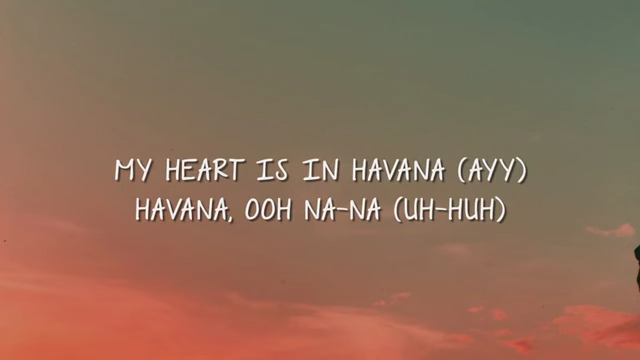 MY HEART IS IN HAVANA (AYY)
HAVANA, OOH NA-NA (UH-HUH)